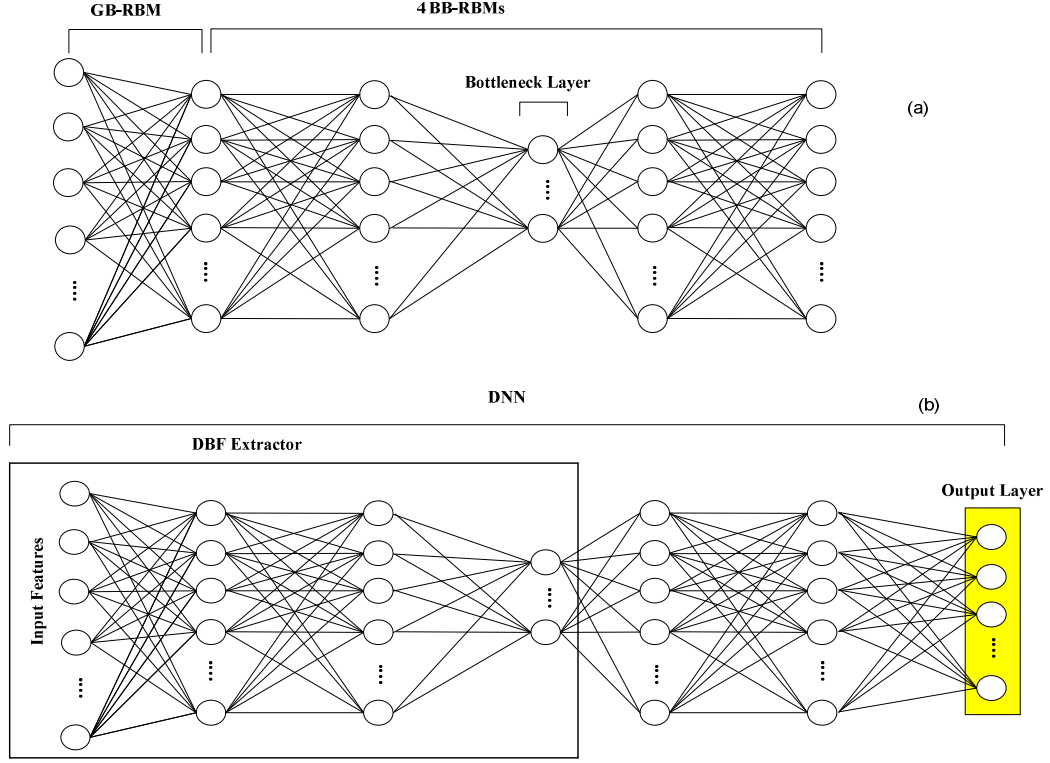 GB-RBM
4 BB-RBMs
Bottleneck Layer
(a)
DNN
(b)
DBF Extractor
Output Layer
Input Features